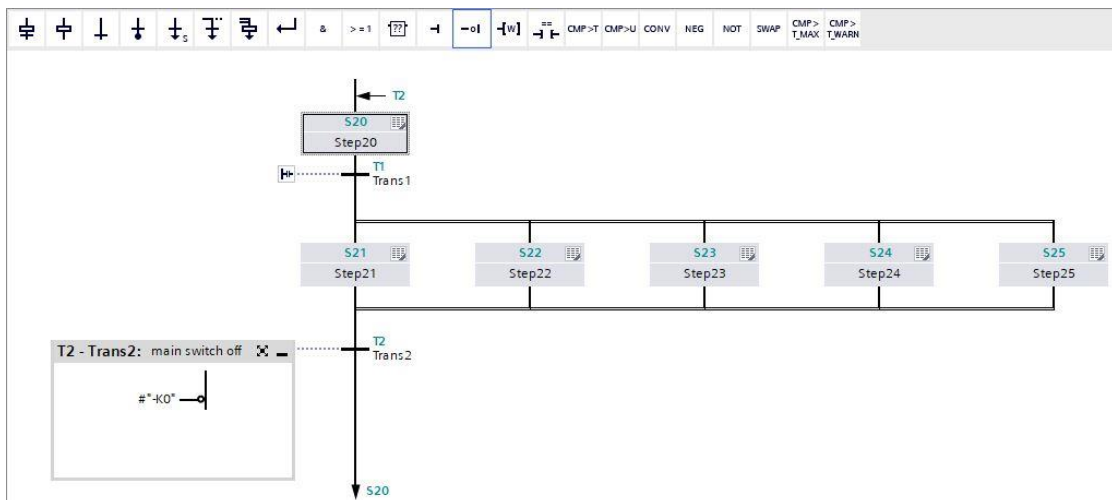 S & >=1 ?? [W] == CMP>T CMP>U CONV NEG NOT SWAP CMP> T_MAX CMP> T_WARN
T2
S20
Step20
T1
Trans1
S21 S22 S23 S24 S25
Step21 Step22 Step23 Step24 Step25
T2
Trans2
T2 - Trans2: main switch off
#"-K0"
S20